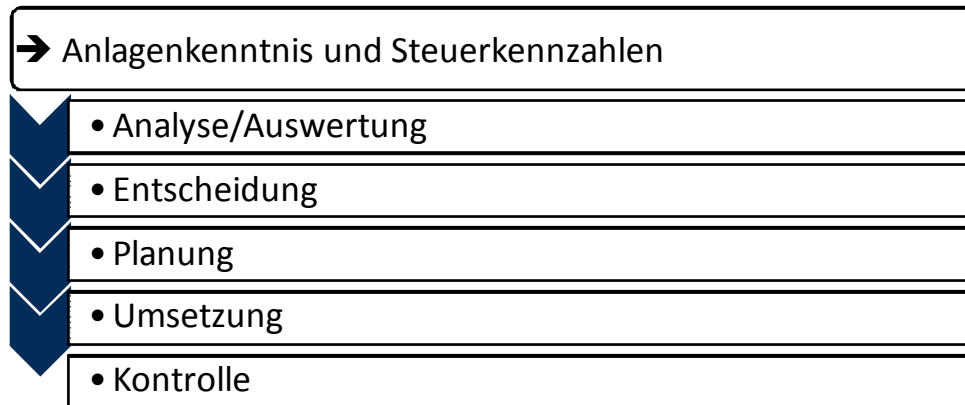 ➔ Anlagenkenntnis und Steuerkennzahlen
• Analyse/Auswertung
• Entscheidung
• Planung
• Umsetzung
• Kontrolle